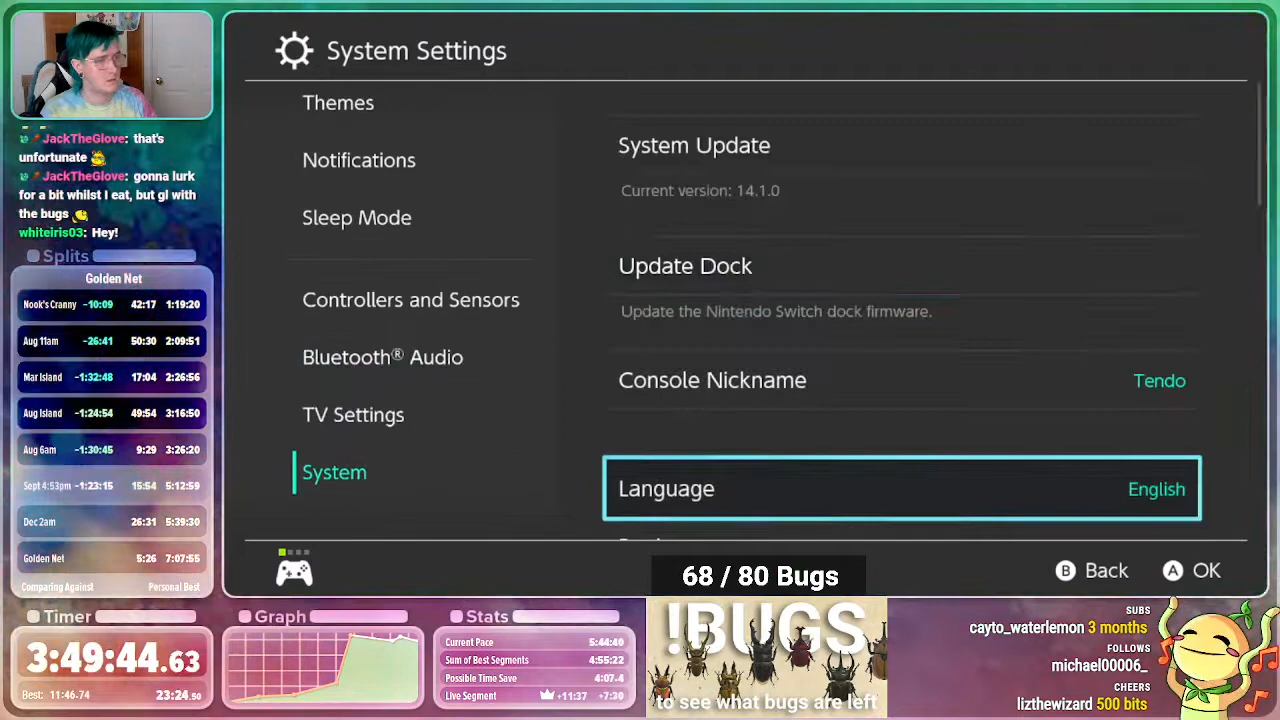 JackTheGlove: that's
unfortunate
JackTheGlove: gonna lurk
for a bit whilst I eat, but gl with
the bugs
whiteiris03: Hey!
Splits
Golden Net
Nook's Cranny -10:09 42:17 1:19:20
Aug 11am -26:41 50:30 2:09:51
Mar Island -1:32:48 17:04 2:26:56
Aug Island -1:24:54 49:54 3:16:50
Aug 6am -1:30:45 9:29 3:26:20
Sept 4:53pm -1:23:15 15:54 5:12:59
Dec 2am 26:31 5:39:30
Golden Net 5:26 7:07:55
Comparing Against Personal Best
System Settings
Themes
Notifications
Sleep Mode
Controllers and Sensors
Bluetooth® Audio
TV Settings
System
System Update
Current version: 14.1.0
Update Dock
Update the Nintendo Switch dock firmware.
Console Nickname Tendo
Language English
B Back A OK
68 / 80 Bugs
Timer
3:49:44.63
Best: 11:46.74 23:24.50
Graph
Stats
Current Pace 5:44:40
Sum of Best Segments 4:55:22
Possible Time Save 4:07.4
Live Segment +11:37 +7:30
!BUGS
to see what bugs are left
SUBS
cayto_waterlemon 3 months
FOLLOWS
michael00006_
CHEERS
lizthewizard 500 bits